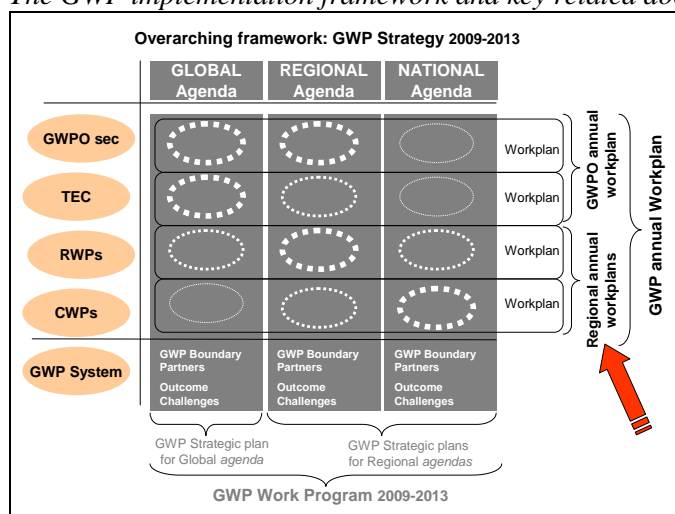 The GWP implementation framework and key related do
Overarching framework: GWP Strategy 2009-2013
GLOBAL
Agenda
REGIONAL
Agenda
NATIONAL
Agenda
GWPO sec
Workplan
TEC
Workplan
RWPs
Workplan
CWPs
Workplan
GWPO annual
workplan
Regional annual
workplans
GWP annual Workplan
GWP System
GWP Boundary
Partners
Outcome
Challenges
GWP Boundary
Partners
Outcome
Challenges
GWP Boundary
Partners
Outcome
Challenges
GWP Strategic plan
for Global agenda
GWP Strategic plans
for Regional agendas
GWP Work Program 2009-2013